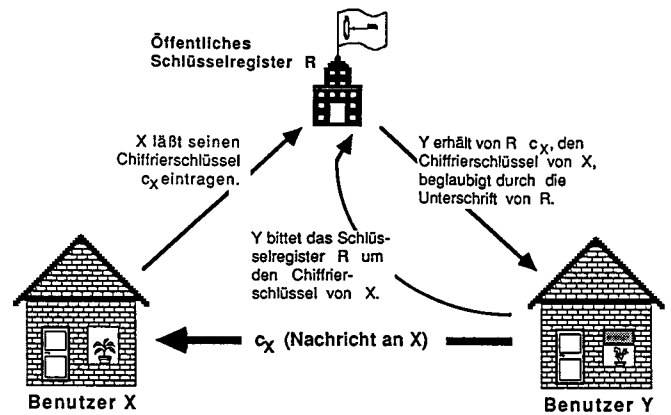 Öffentliches
Schlüsselregister R
X läßt seinen
Chiffrierschlüssel
cX eintragen.
Y erhält von R cX, den
Chiffrierschlüssel von X,
beglaubigt durch die
Unterschrift von R.
Y bittet das Schlüs-
selregister R um
den Chiffrier-
schlüssel von X.
cX (Nachricht an X)
Benutzer X
Benutzer Y